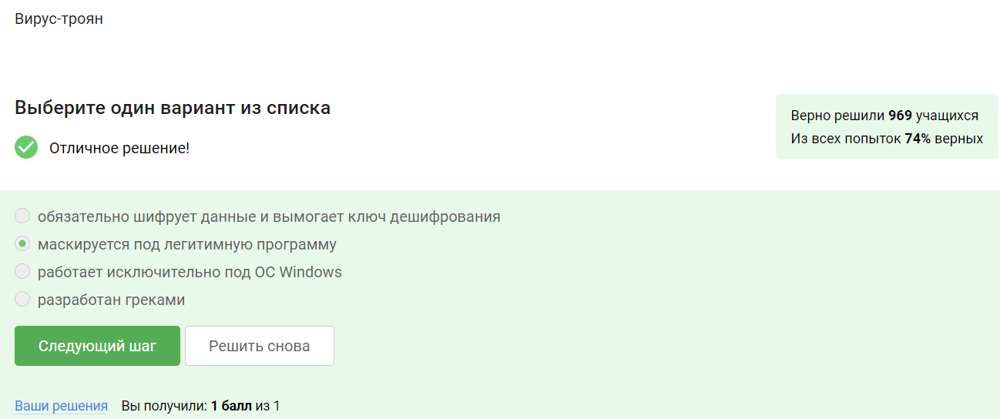 Вирус-троян
Выберите один вариант из списка
Отличное решение!
Верно решили 969 учащихся
Из всех попыток 74% верных
обязательно шифрует данные и вымогает ключ дешифрования
маскируется под легитимную программу
работает исключительно под ОС Windows
разработан греками
Следующий шаг
Решить снова
Ваши решения Вы получили: 1 балл из 1